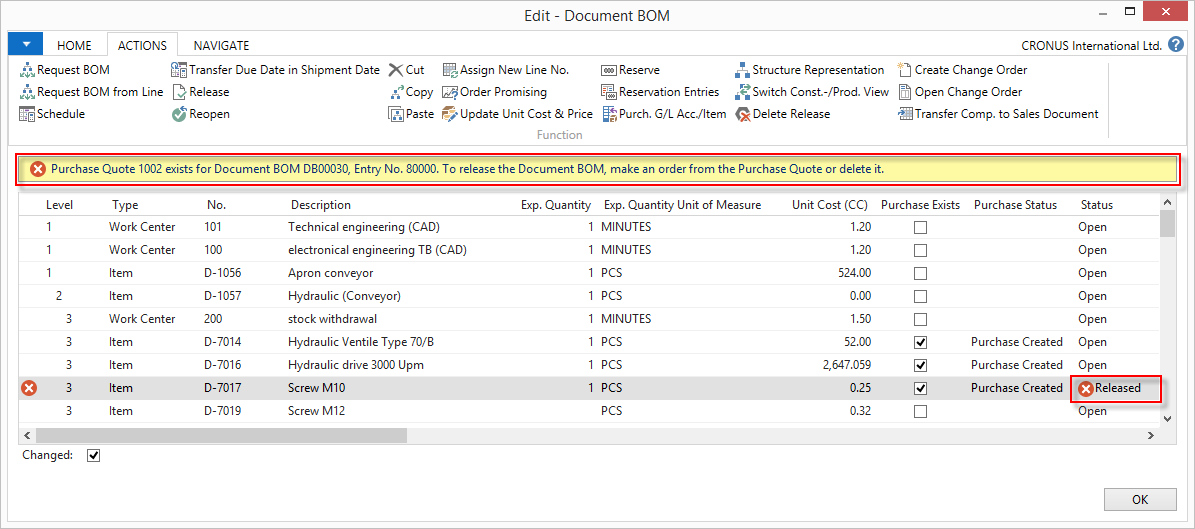 Edit - Document BOM
HOME ACTIONS NAVIGATE CRONUS International Ltd. ?
Request BOM Transfer Due Date in Shipment Date Cut Assign New Line No. Reserve Structure Representation Create Change Order
Request BOM from Line Release Copy Order Promising Reservation Entries Switch Const.-/Prod. View Open Change Order
Schedule Reopen Paste Update Unit Cost & Price Purch. G/L Acc./Item Delete Release Transfer Comp. to Sales Document
Function
Purchase Quote 1002 exists for Document BOM DB00030, Entry No. 80000. To release the Document BOM, make an order from the Purchase Quote or delete it.
Level Type No. Description Exp. Quantity Exp. Quantity Unit of Measure Unit Cost (CC) Purchase Exists Purchase Status Status
1 Work Center 101 Technical engineering (CAD) 1 MINUTES 1.20 Open
1 Work Center 100 electronical engineering TB (CAD) 1 MINUTES 1.20 Open
1 Item D-1056 Apron conveyor 1 PCS 524.00 Open
2 Item D-1057 Hydraulic (Conveyor) 1 PCS 0.00 Open
3 Work Center 200 stock withdrawal 1 MINUTES 1.50 Open
3 Item D-7014 Hydraulic Ventile Type 70/B 1 PCS 52.00 Purchase Created Open
3 Item D-7016 Hydraulic drive 3000 Upm 1 PCS 2,647.059 Purchase Created Open
3 Item D-7017 Screw M10 1 PCS 0.25 Purchase Created Released
3 Item D-7019 Screw M12 PCS 0.32 Open
Changed:
OK